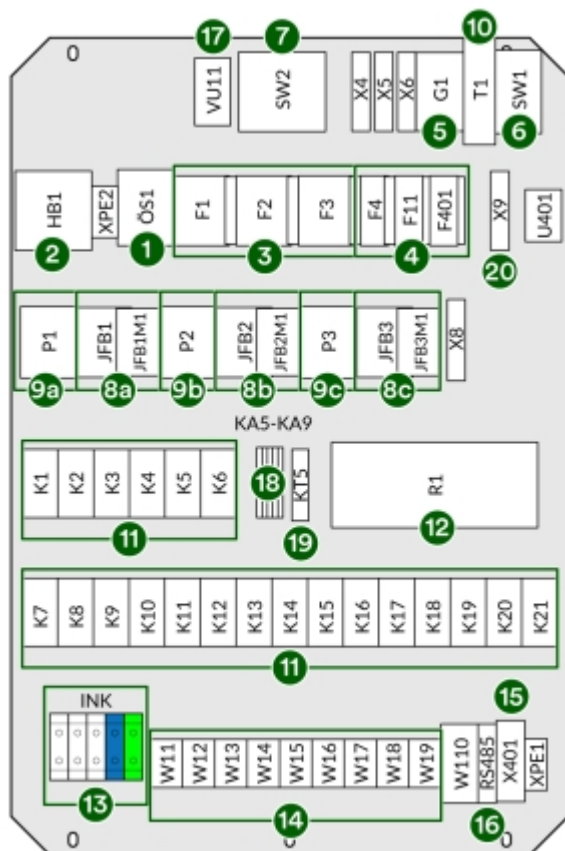 17 7 10
0 0
VU11 SW2 X4 X5 X6 G1 T1 SW1
5 6
HB1 XPE2 ÖS1 F1 F2 F3 F4 F11 F401 X9 U401
2 1 3 4 20
P1 JFB1 JFB1M1 P2 JFB2 JFB2M1 P3 JFB3 JFB3M1 X8
9a 8a 9b 8b 9c 8c
KA5-KA9
K1 K2 K3 K4 K5 K6 18 KT5 R1
11 19 12
K7 K8 K9 K10 K11 K12 K13 K14 K15 K16 K17 K18 K19 K20 K21
11
INK 15
W11 W12 W13 W14 W15 W16 W17 W18 W19 W110 RS485 X401 XPE1
13 14 16
0 0 0